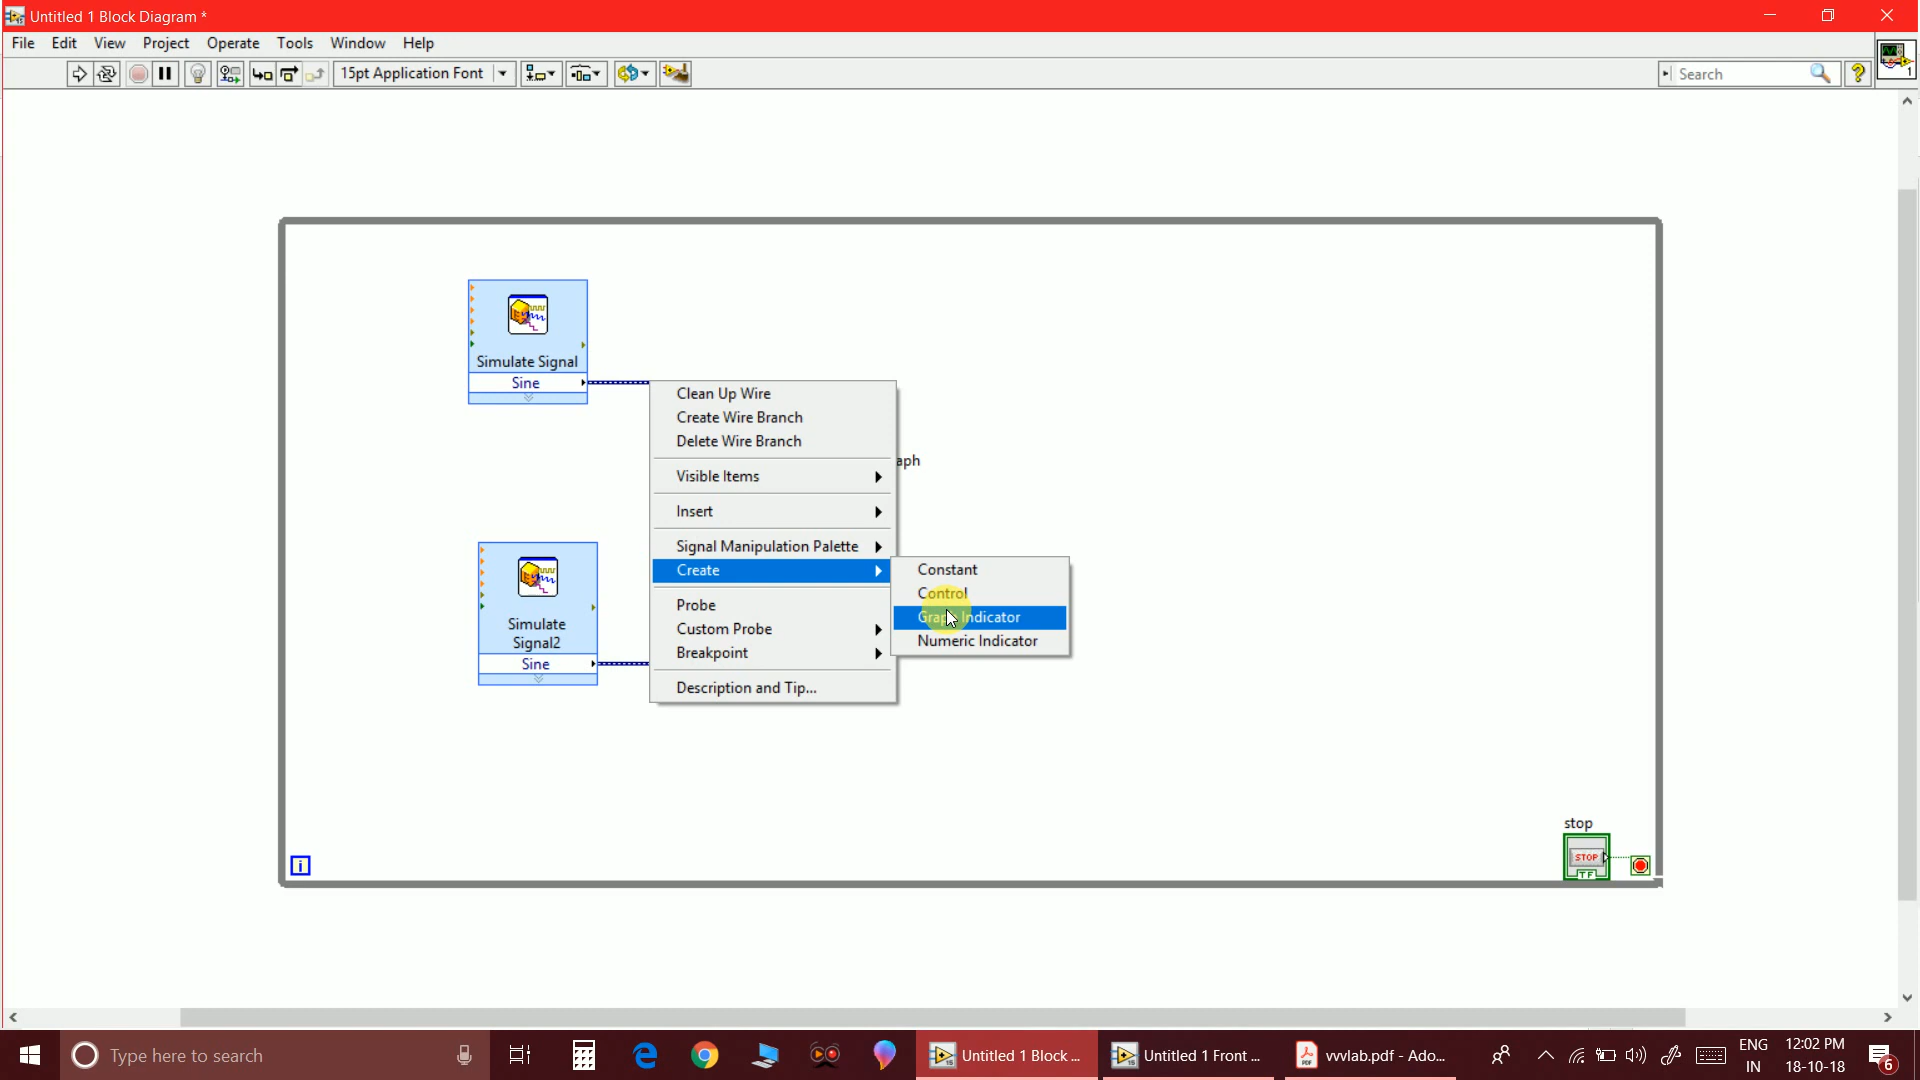 Untitled 1 Block Diagram *
File Edit View Project Operate Tools Window Help
15pt Application Font
Search
?
1
Simulate Signal
Sine
Clean Up Wire
Create Wire Branch
Delete Wire Branch
aph
Visible Items
Insert
Signal Manipulation Palette
Create
Constant
Control
Graph Indicator
Numeric Indicator
Probe
Custom Probe
Breakpoint
Description and Tip...
Simulate
Signal2
Sine
stop
STOP
TF
i
Type here to search
Untitled 1 Block ...
Untitled 1 Front ...
vvvlab.pdf - Ado...
ENG
IN
12:02 PM
18-10-18
6